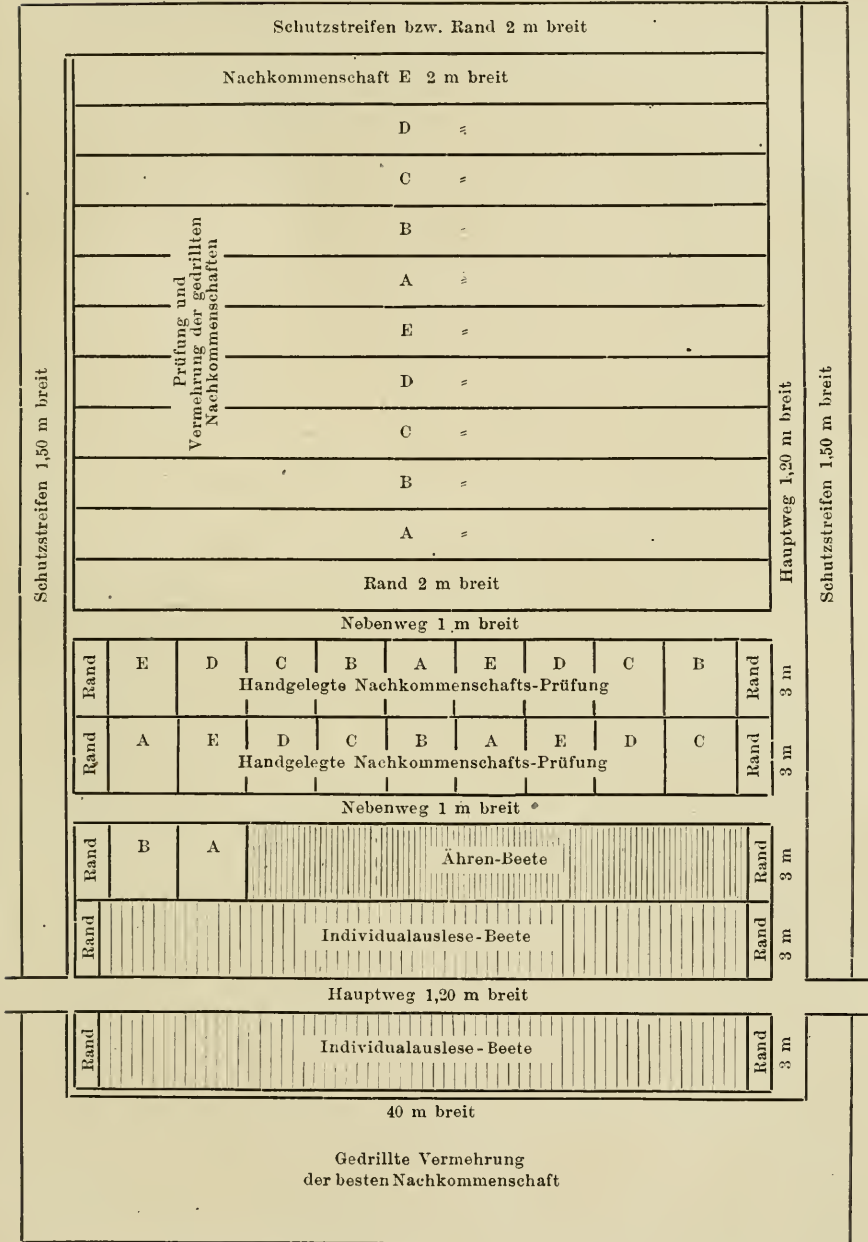 Schutzstreifen bzw. Rand 2 m breit
Nachkommenschaft E 2 m breit
D "
C "
B "
A "
E "
D "
C "
B "
A "
Prüfung und
Vermehrung der gedrillten
Nachkommenschaften
Schutzstreifen 1,50 m breit
Hauptweg 1,20 m breit
Schutzstreifen 1,50 m breit
Rand 2 m breit
Nebenweg 1 m breit
Rand E D C B A E D C B Rand 3 m
Handgelegte Nachkommenschafts-Prüfung
Rand A E D C B A E D C Rand 3 m
Handgelegte Nachkommenschafts-Prüfung
Nebenweg 1 m breit
Rand B A Ähren-Beete Rand 3 m
Rand Individualauslese-Beete Rand 3 m
Hauptweg 1,20 m breit
Rand Individualauslese-Beete Rand 3 m
40 m breit
Gedrillte Vermehrung
der besten Nachkommenschaft